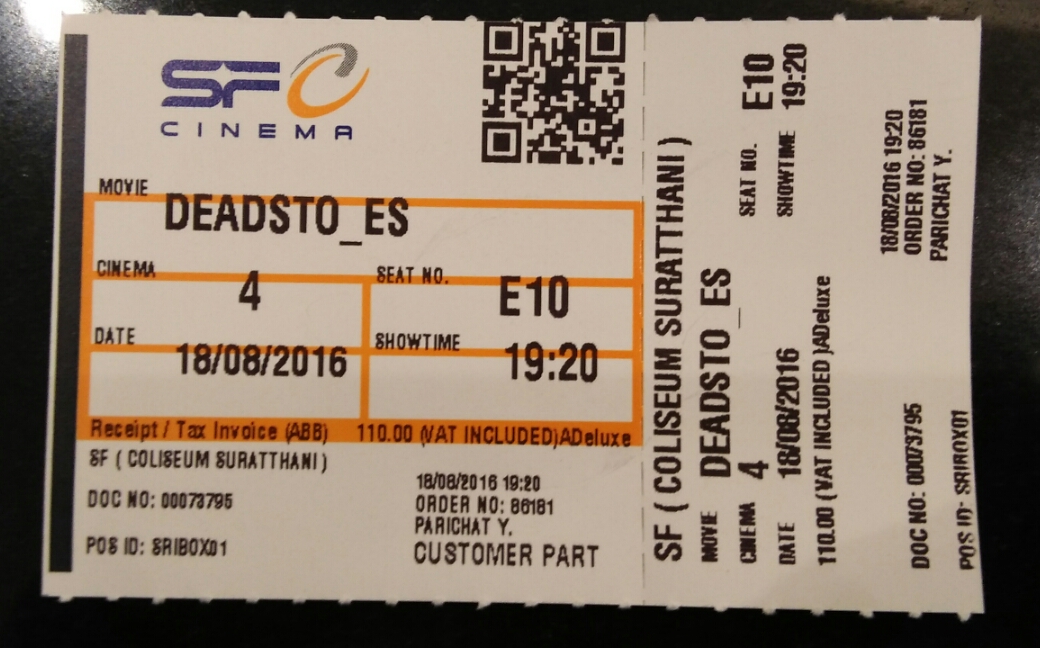 SF CINEMA
MOVIE
DEADSTO_ES
CINEMA
4
SEAT NO.
E10
DATE
18/08/2016
SHOWTIME
19:20
Receipt / Tax Invoice (ABB) 110.00 (VAT INCLUDED)ADeluxe
SF ( COLISEUM SURATTHANI )
DOC NO: 00073795
POS ID: SRIBOX01
18/08/2016 19:20
ORDER NO: 86181
PARICHAT Y.
CUSTOMER PART
SF ( COLISEUM SURATTHANI )
MOVIE DEADSTO_ES
CINEMA 4 SEAT NO. E10
DATE 18/08/2016 SHOWTIME 19:20
110.00 (VAT INCLUDED )ADeluxe
18/08/2016 19:20
ORDER NO: 86181
PARICHAT Y.
DOC NO: 00073795
POS ID: SRIBOX01